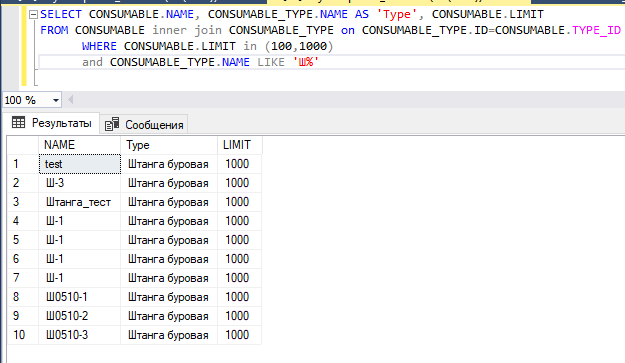 SELECT CONSUMABLE.NAME, CONSUMABLE_TYPE.NAME AS 'Type', CONSUMABLE.LIMIT
FROM CONSUMABLE inner join CONSUMABLE_TYPE on CONSUMABLE_TYPE.ID=CONSUMABLE.TYPE_ID
WHERE CONSUMABLE.LIMIT in (100,1000)
and CONSUMABLE_TYPE.NAME LIKE 'Ш%'
100 %
Результаты Сообщения
NAME Type LIMIT
1 test Штанга буровая 1000
2 Ш-3 Штанга буровая 1000
3 Штанга_тест Штанга буровая 1000
4 Ш-1 Штанга буровая 1000
5 Ш-1 Штанга буровая 1000
6 Ш-1 Штанга буровая 1000
7 Ш-1 Штанга буровая 1000
8 Ш0510-1 Штанга буровая 1000
9 Ш0510-2 Штанга буровая 1000
10 Ш0510-3 Штанга буровая 1000